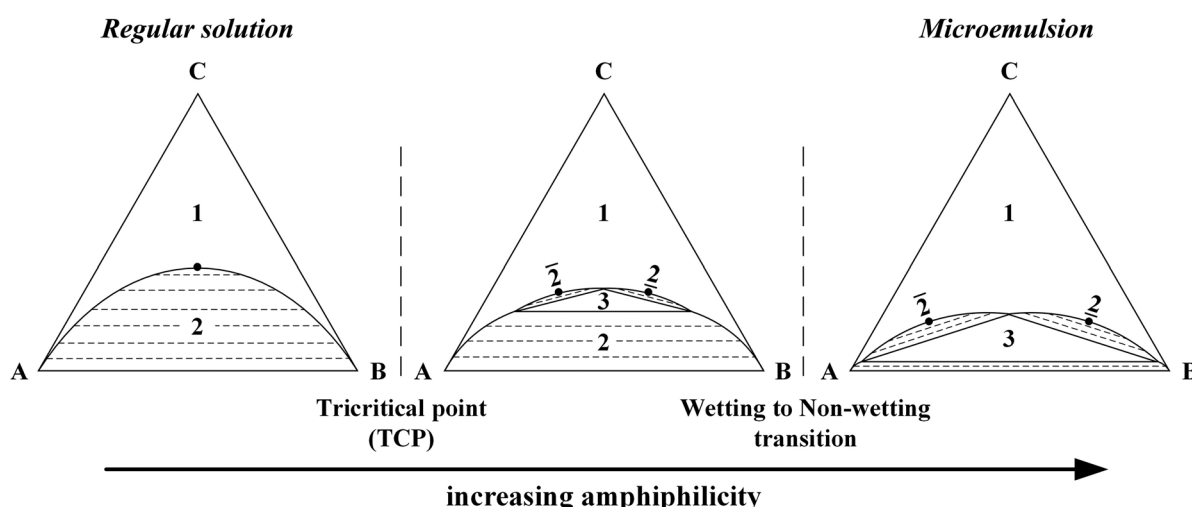 Regular solution
Microemulsion
C
C
C
1
1
1
2
2̅
2̲
3
2
2̅
2̲
3
A
B
A
B
A
B
Tricritical point
(TCP)
Wetting to Non-wetting
transition
increasing amphiphilicity